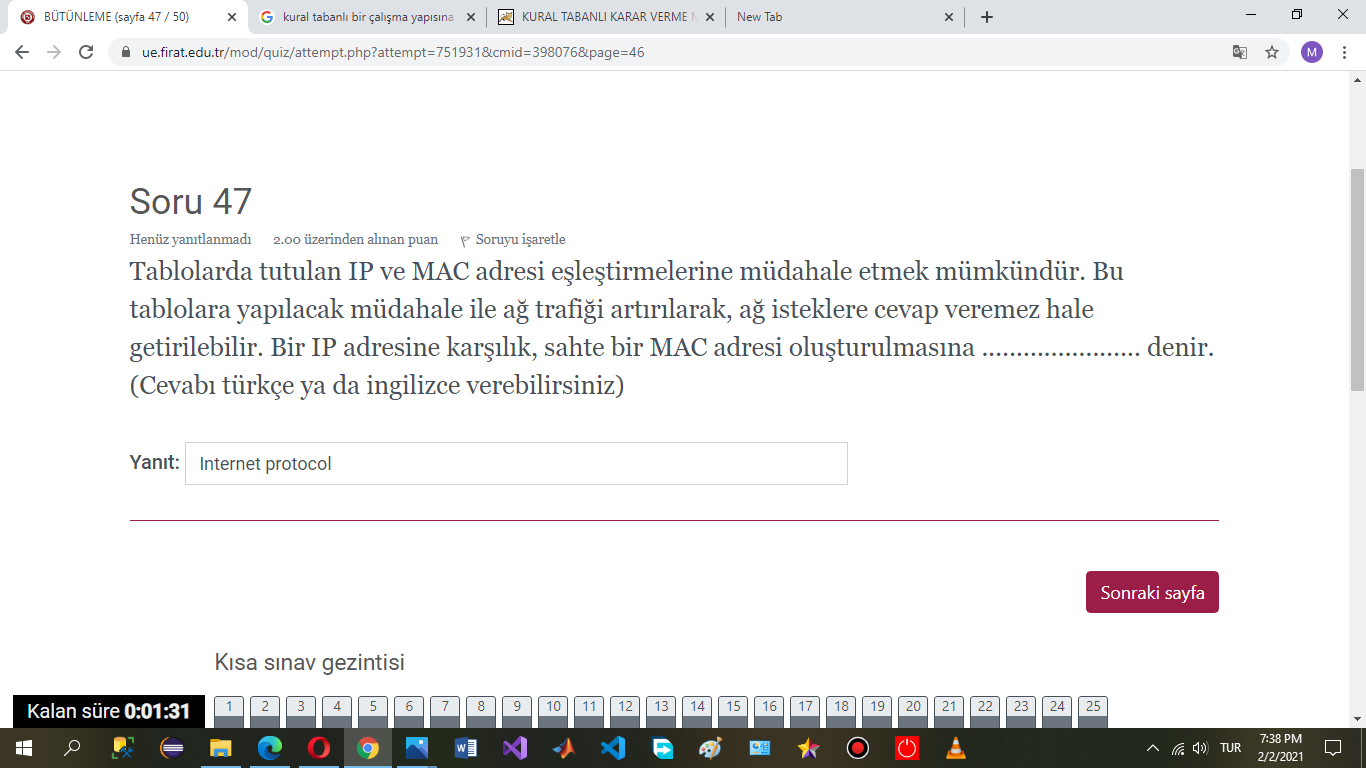 BÜTÜNLEME (sayfa 47 / 50)
kural tabanlı bir çalışma yapısına
KURAL TABANLI KARAR VERME M
New Tab
ue.firat.edu.tr/mod/quiz/attempt.php?attempt=751931&cmid=398076&page=46
M
Soru 47
Henüz yanıtlanmadı 2.00 üzerinden alınan puan Soruyu işaretle
Tablolarda tutulan IP ve MAC adresi eşleştirmelerine müdahale etmek mümkündür. Bu
tablolara yapılacak müdahale ile ağ trafiği artırılarak, ağ isteklere cevap veremez hale
getirilebilir. Bir IP adresine karşılık, sahte bir MAC adresi oluşturulmasına ....................... denir.
(Cevabı türkçe ya da ingilizce verebilirsiniz)
Yanıt: Internet protocol
Sonraki sayfa
Kısa sınav gezintisi
Kalan süre 0:01:31
1 2 3 4 5 6 7 8 9 10 11 12 13 14 15 16 17 18 19 20 21 22 23 24 25
TUR
7:38 PM
2/2/2021